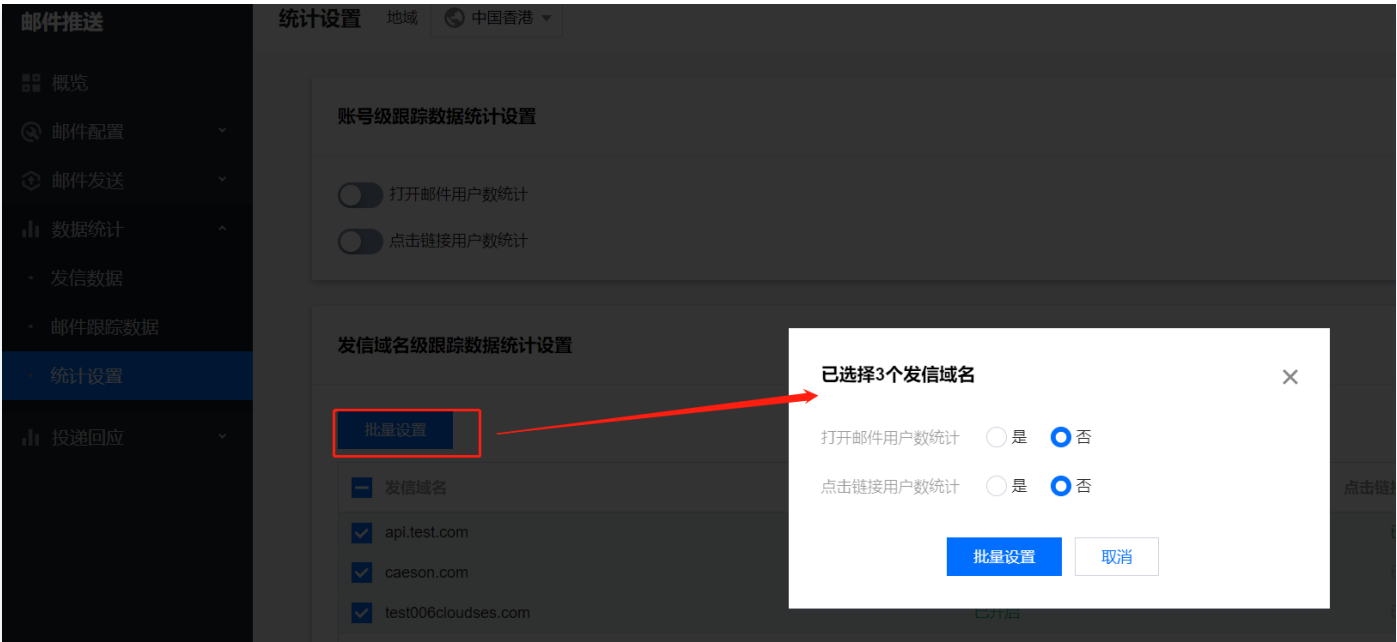 邮件推送
统计设置 地域 中国香港
概览
邮件配置
邮件发送
数据统计
发信数据
邮件跟踪数据
统计设置
投递回应
账号级跟踪数据统计设置
打开邮件用户数统计
点击链接用户数统计
发信域名级跟踪数据统计设置
批量设置
发信域名
点击链接
api.test.com
caeson.com
test006cloudses.com
已开启
已选择3个发信域名
打开邮件用户数统计 是 否
点击链接用户数统计 是 否
批量设置 取消